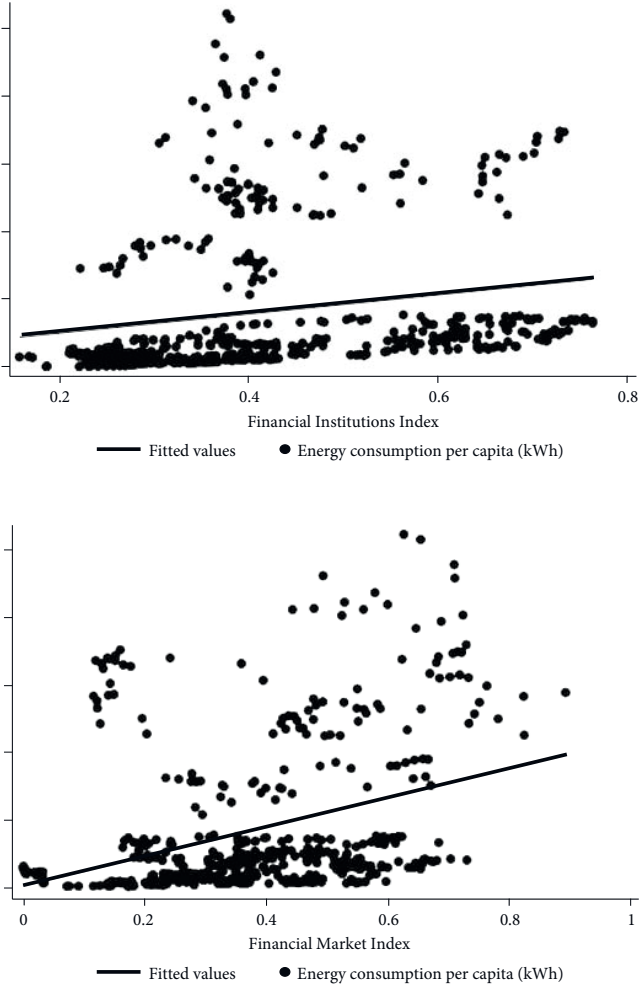 0.2 0.4 0.6 0.8
Financial Institutions Index
Fitted values Energy consumption per capita (kWh)
0 0.2 0.4 0.6 0.8 1
Financial Market Index
Fitted values Energy consumption per capita (kWh)